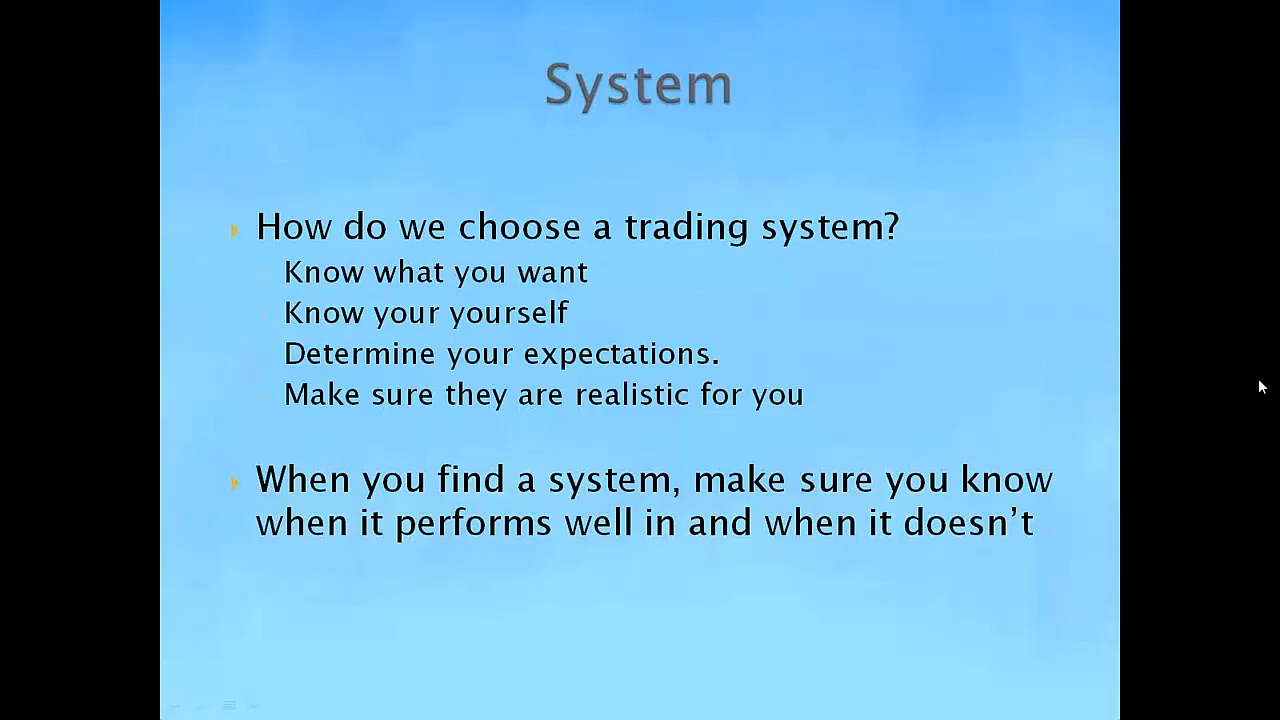 System
How do we choose a trading system?
Know what you want
Know your yourself
Determine your expectations.
Make sure they are realistic for you
When you find a system, make sure you know
when it performs well in and when it doesn’t